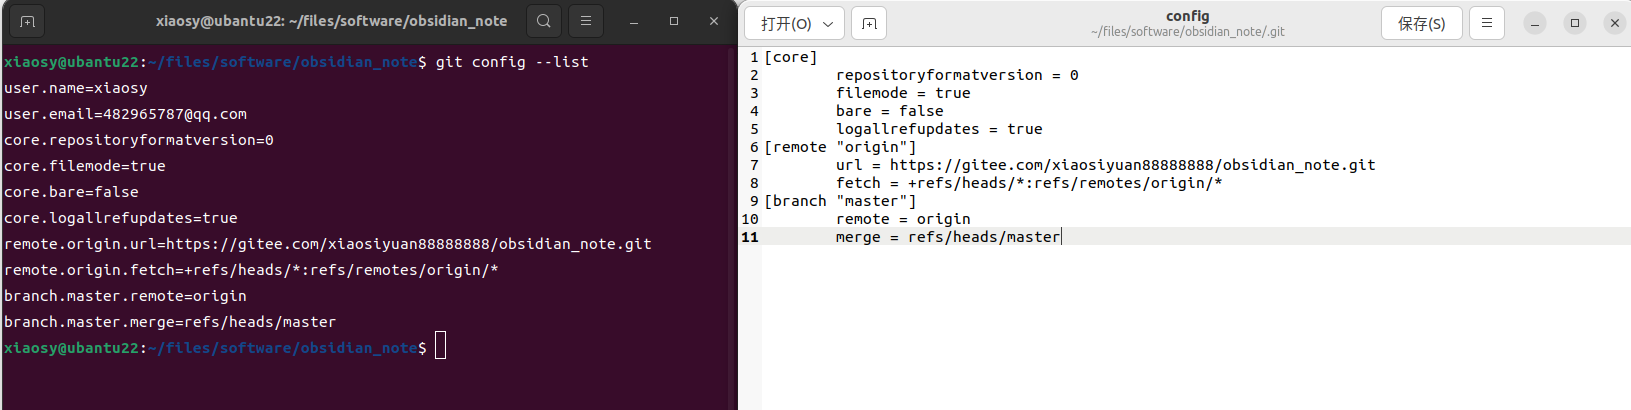 xiaosy@ubantu22: ~/files/software/obsidian_note
xiaosy@ubantu22:~/files/software/obsidian_note$ git config --list
user.name=xiaosy
user.email=482965787@qq.com
core.repositoryformatversion=0
core.filemode=true
core.bare=false
core.logallrefupdates=true
remote.origin.url=https://gitee.com/xiaosiyuan88888888/obsidian_note.git
remote.origin.fetch=+refs/heads/*:refs/remotes/origin/*
branch.master.remote=origin
branch.master.merge=refs/heads/master
xiaosy@ubantu22:~/files/software/obsidian_note$
打开(O)
config
~/files/software/obsidian_note/.git
保存(S)
1 [core]
2 repositoryformatversion = 0
3 filemode = true
4 bare = false
5 logallrefupdates = true
6 [remote "origin"]
7 url = https://gitee.com/xiaosiyuan88888888/obsidian_note.git
8 fetch = +refs/heads/*:refs/remotes/origin/*
9 [branch "master"]
10 remote = origin
11 merge = refs/heads/master